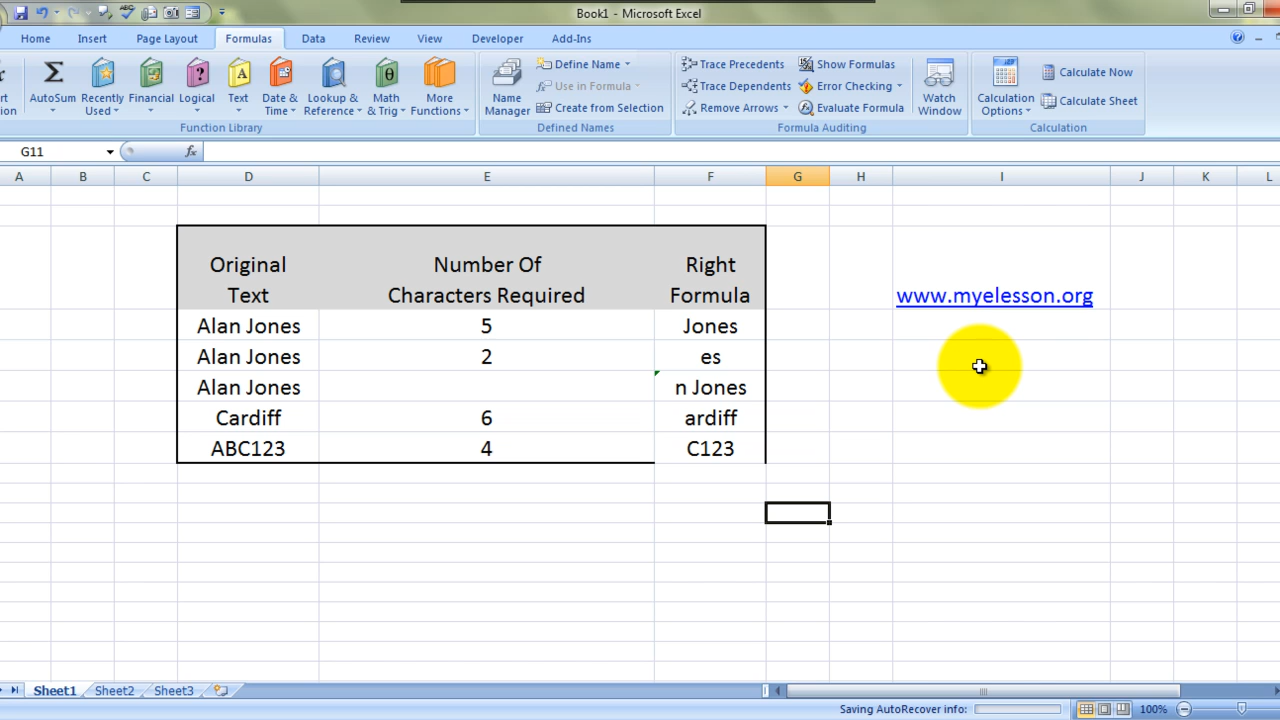 Book1 - Microsoft Excel
Home Insert Page Layout Formulas Data Review View Developer Add-Ins
AutoSum
Recently Used
Financial
Logical
Text
Date & Time
Lookup & Reference
Math & Trig
More Functions
Function Library
Name Manager
Define Name
Use in Formula
Create from Selection
Defined Names
Trace Precedents
Trace Dependents
Remove Arrows
Show Formulas
Error Checking
Evaluate Formula
Formula Auditing
Watch Window
Calculation Options
Calculate Now
Calculate Sheet
Calculation
G11 fx
A B C D E F G H I J K L
Original Text Number Of Characters Required Right Formula
www.myelesson.org
Alan Jones 5 Jones
Alan Jones 2 es
Alan Jones n Jones
Cardiff 6 ardiff
ABC123 4 C123
Sheet1 Sheet2 Sheet3
Saving AutoRecover info: 100%